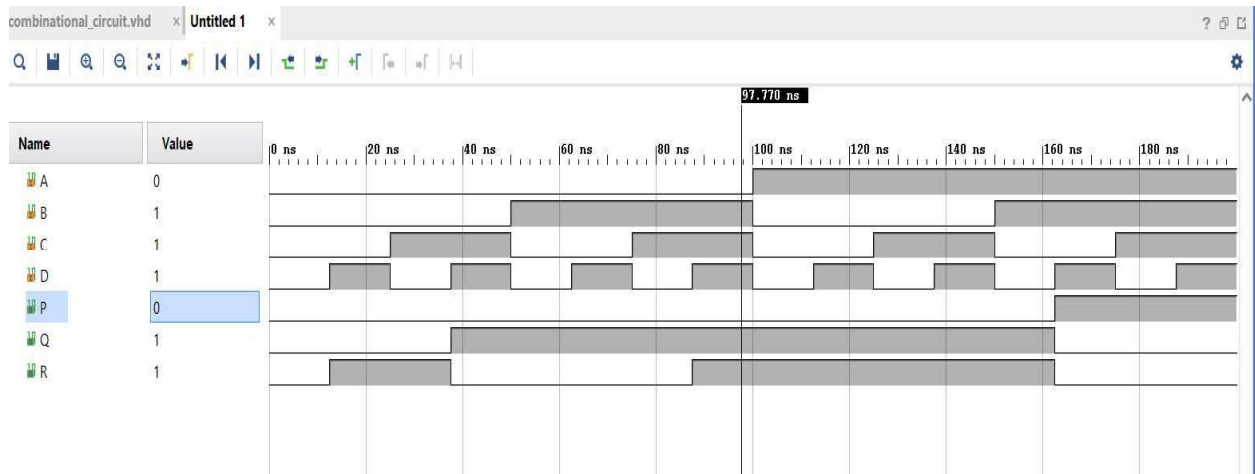 combinational_circuit.vhd × Untitled 1 ×
97.770 ns
Name Value 0 ns 20 ns 40 ns 60 ns 80 ns 100 ns 120 ns 140 ns 160 ns 180 ns
A 0
B 1
C 1
D 1
P 0
Q 1
R 1